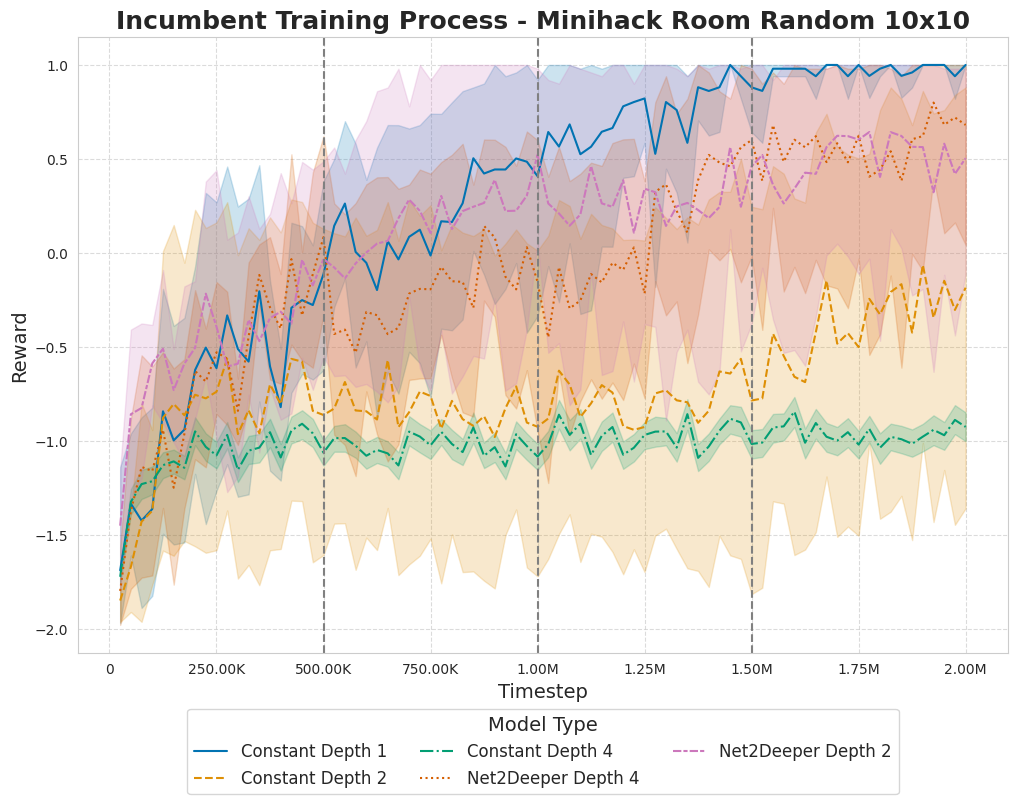 Incumbent Training Process - Minihack Room Random 10x10
Reward
1.0
0.5
0.0
−0.5
−1.0
−1.5
−2.0
0 250.00K 500.00K 750.00K 1.00M 1.25M 1.50M 1.75M 2.00M
Timestep
Model Type
Constant Depth 1 Constant Depth 4 Net2Deeper Depth 2
Constant Depth 2 Net2Deeper Depth 4